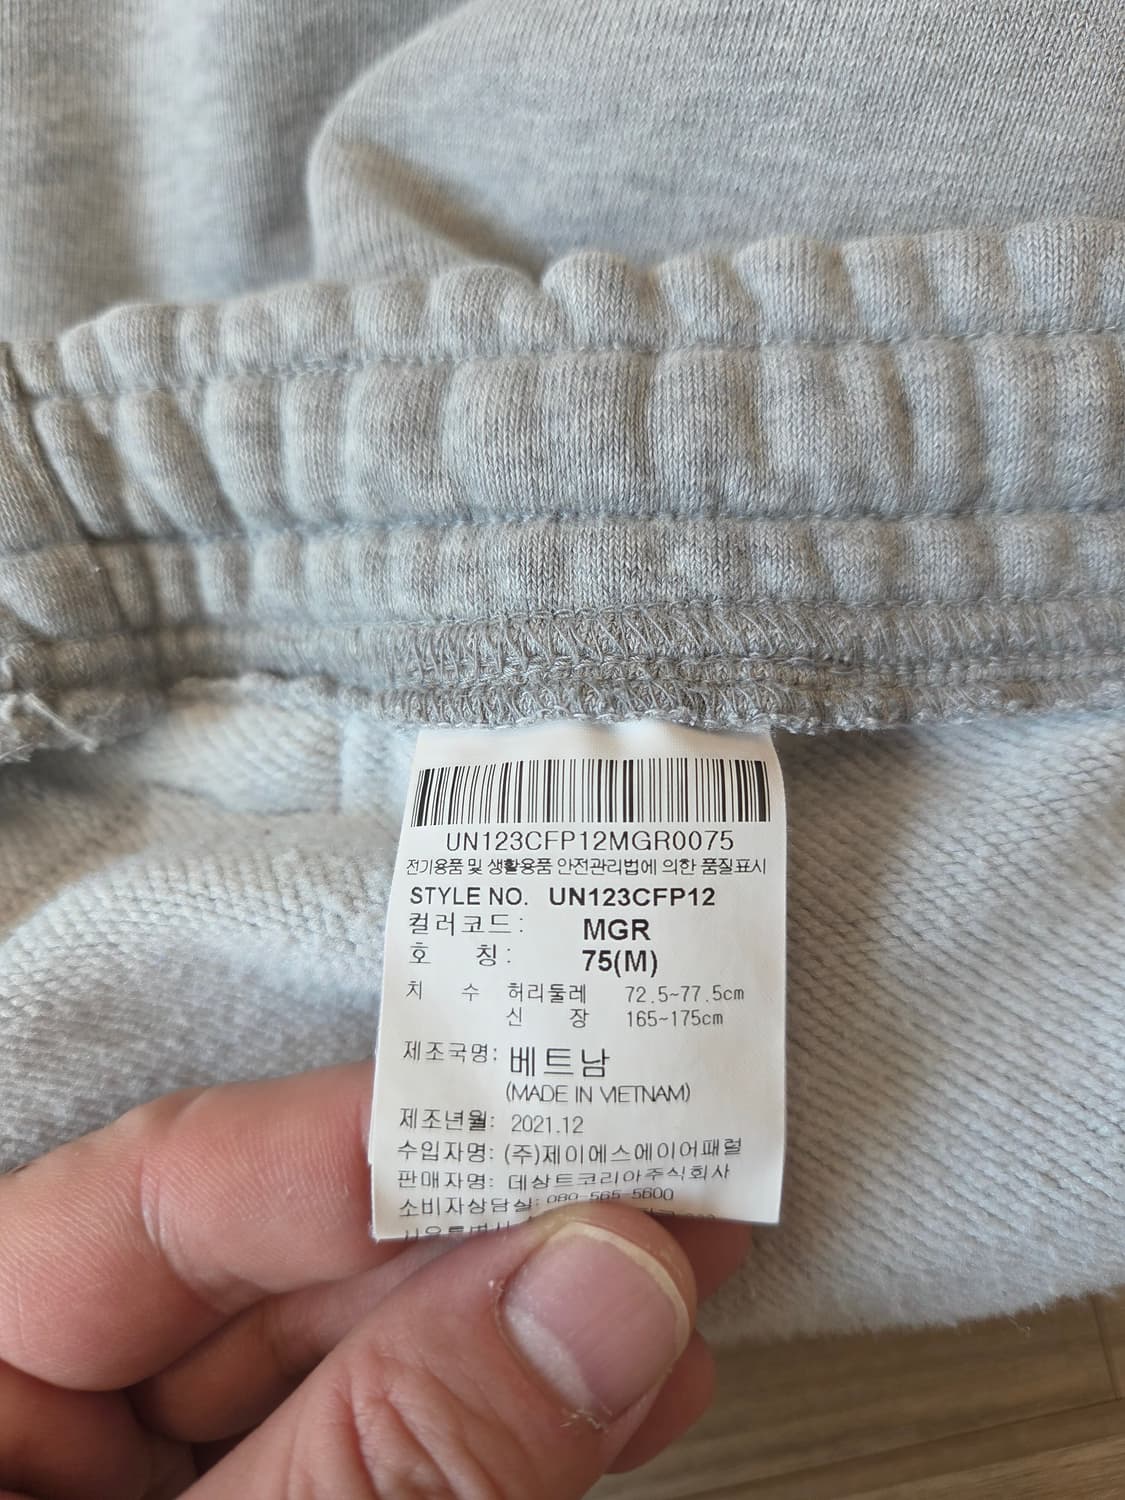 UN123CFP12MGR0075
전기용품 및 생활용품 안전관리법에 의한 품질표시
STYLE NO. UN123CFP12
컬러코드: MGR
호 칭: 75(M)
치 수 허리둘레 72.5~77.5cm
신 장 165~175cm
제조국명: 베트남
(MADE IN VIETNAM)
제조년월: 2021.12
수입자명: (주)제이에스에이어패럴
판매자명: 데상트코리아주식회사
소비자상담실: 080-565-5600